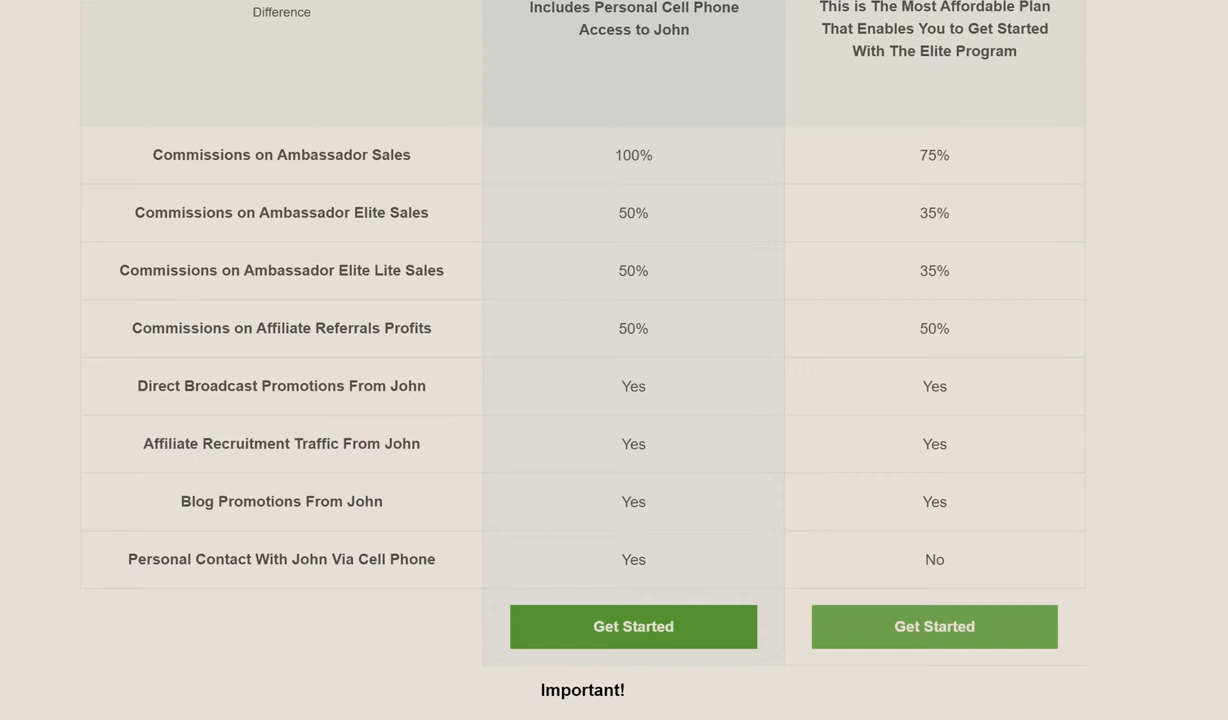 Difference
Includes Personal Cell Phone
Access to John
This is The Most Affordable Plan
That Enables You to Get Started
With The Elite Program
Commissions on Ambassador Sales 100% 75%
Commissions on Ambassador Elite Sales 50% 35%
Commissions on Ambassador Elite Lite Sales 50% 35%
Commissions on Affiliate Referrals Profits 50% 50%
Direct Broadcast Promotions From John Yes Yes
Affiliate Recruitment Traffic From John Yes Yes
Blog Promotions From John Yes Yes
Personal Contact With John Via Cell Phone Yes No
Get Started Get Started
Important!